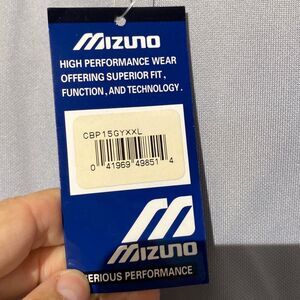 MIZUNO
HIGH PERFORMANCE WEAR
OFFERING SUPERIOR FIT,
FUNCTION, AND TECHNOLOGY.
CBP15GYXXL
0 41969 49851 4
MIZUNO
ERIOUS PERFORMANCE